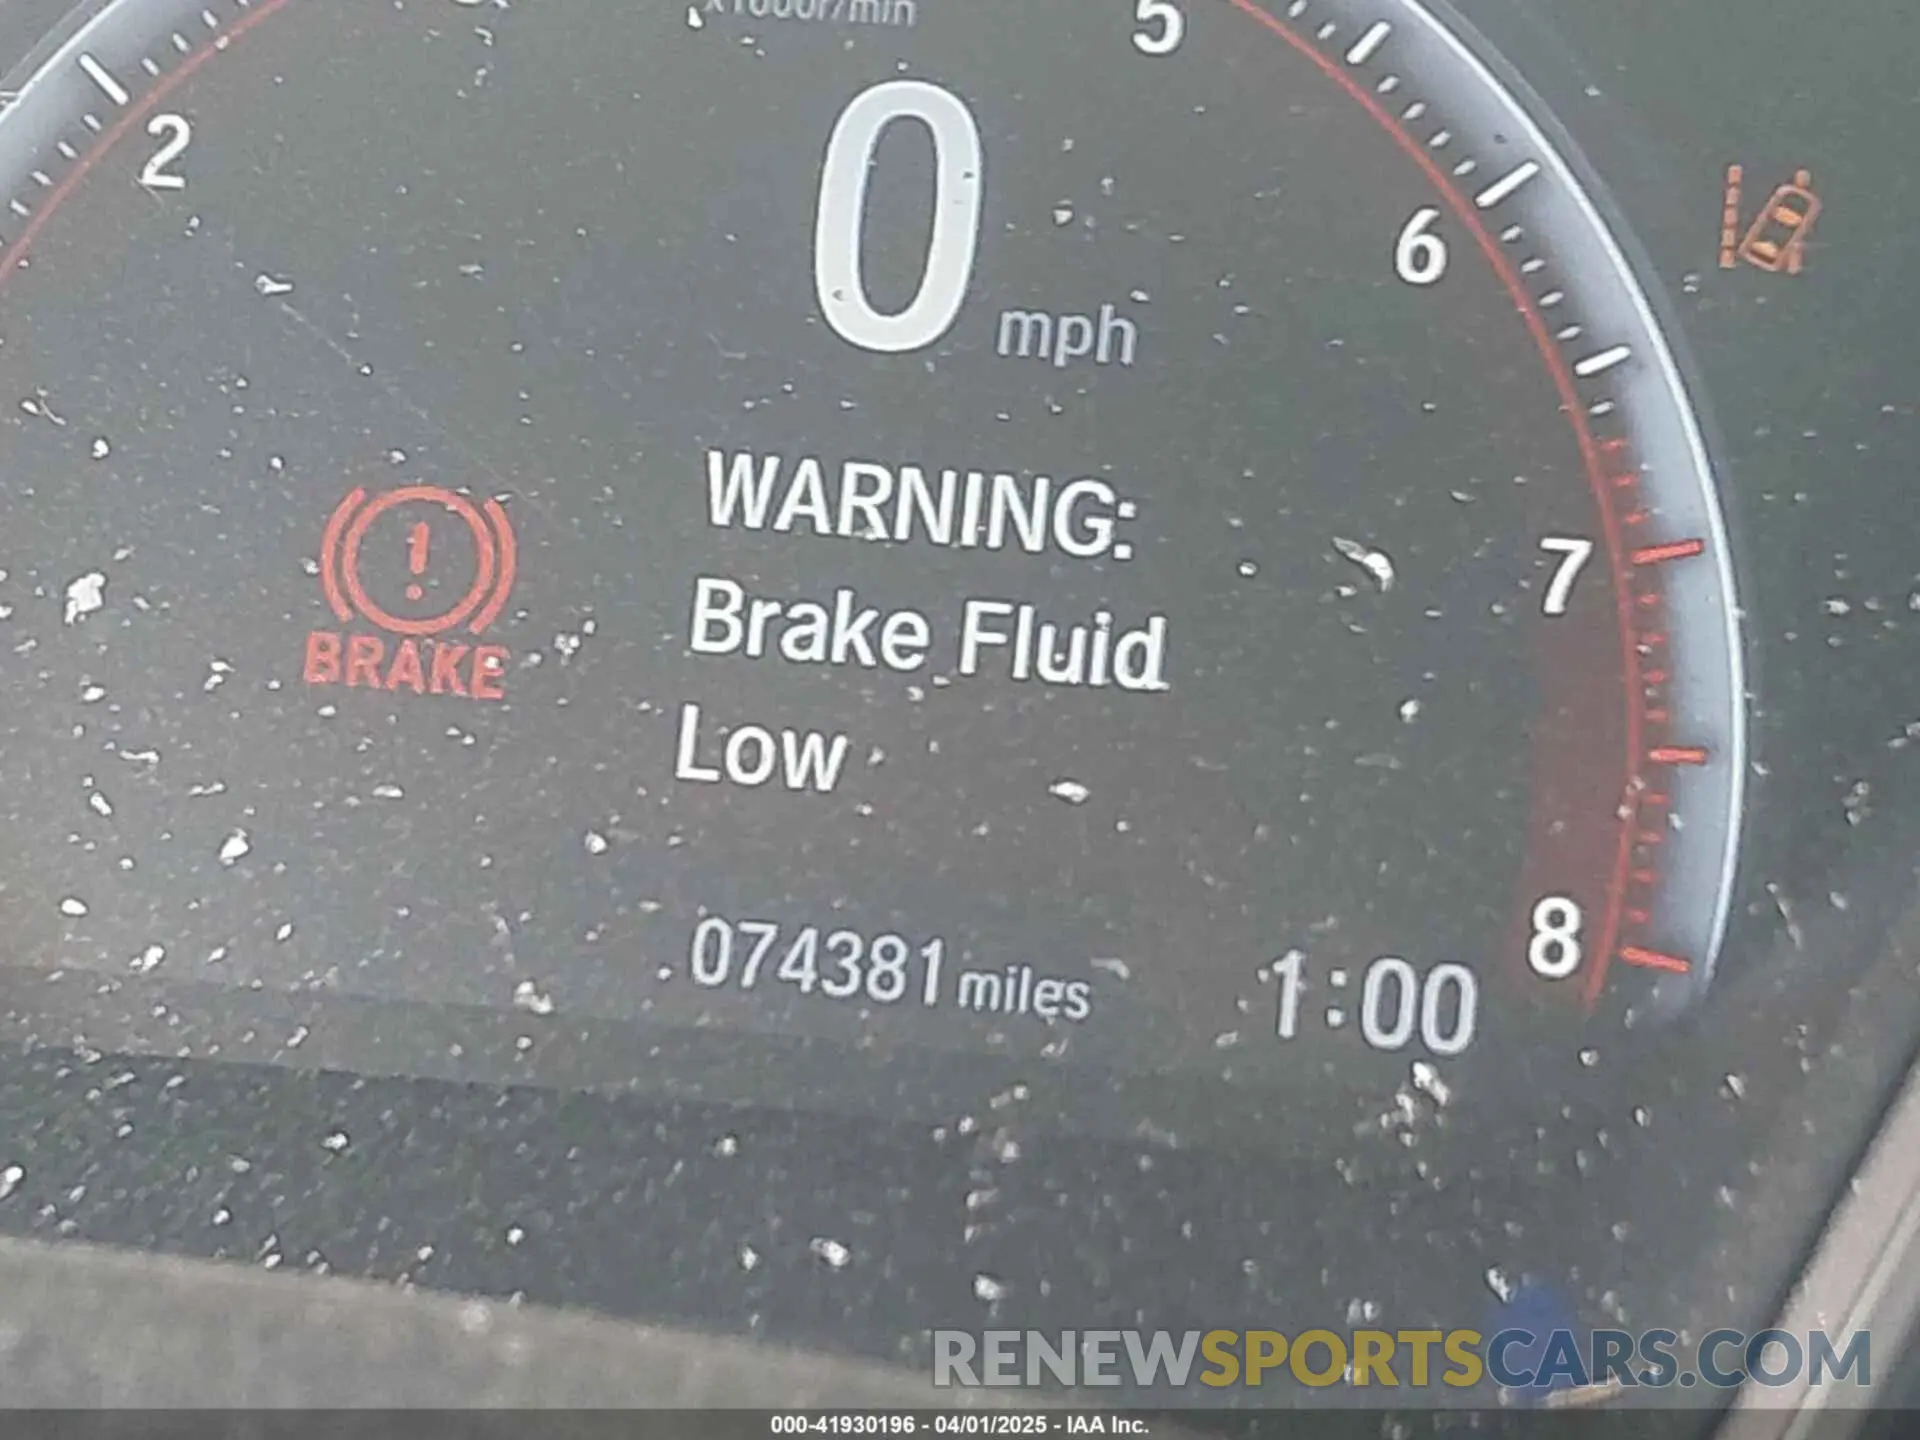 x1000r/min
5
2
0 mph
6
WARNING:
Brake Fluid
Low
7
BRAKE
8
074381 miles
1:00
RENEWSPORTSCARS.COM
000-41930196 - 04/01/2025 - IAA Inc.